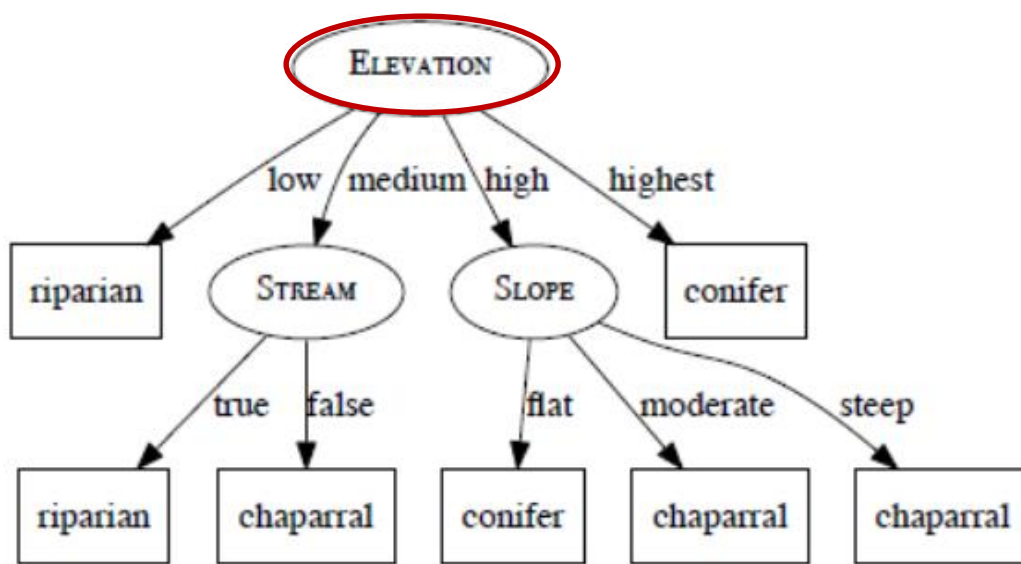 ELEVATION
low medium high highest
riparian STREAM SLOPE conifer
true false flat moderate steep
riparian chaparral conifer chaparral chaparral